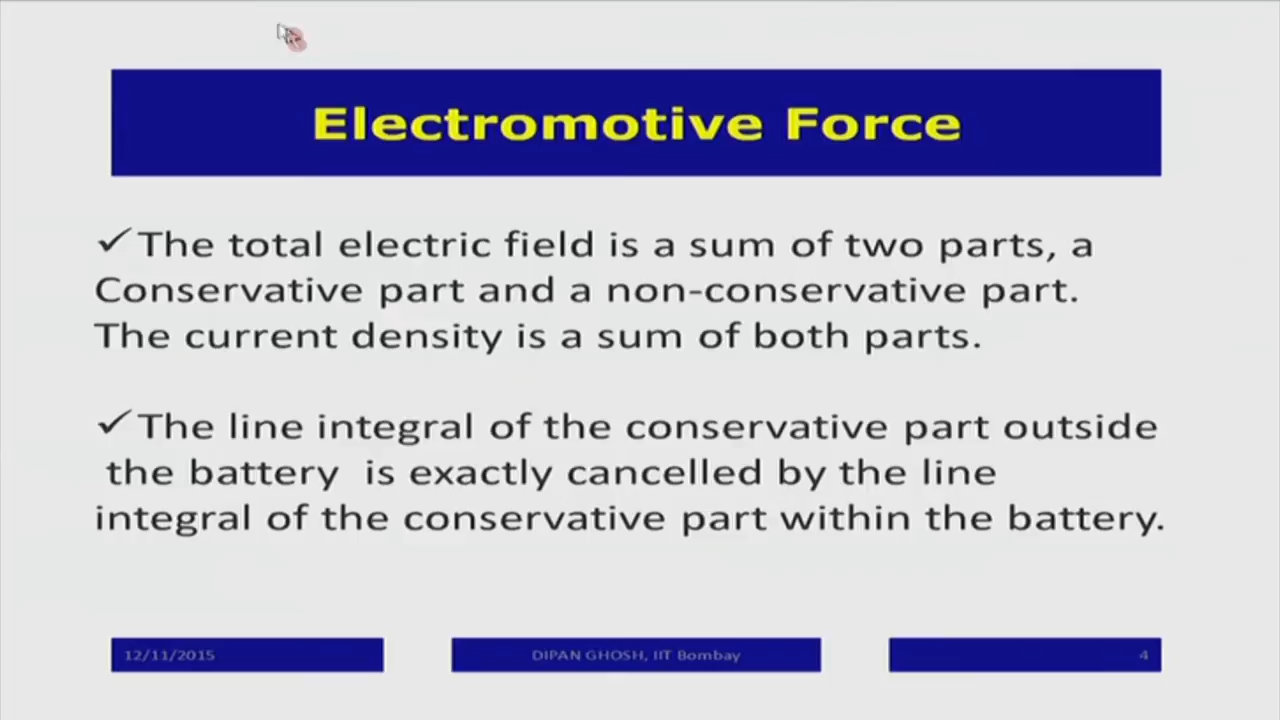 Electromotive Force
✓The total electric field is a sum of two parts, a
Conservative part and a non-conservative part.
The current density is a sum of both parts.
✓The line integral of the conservative part outside
the battery is exactly cancelled by the line
integral of the conservative part within the battery.
12/11/2015
DIPAN GHOSH, IIT Bombay
4